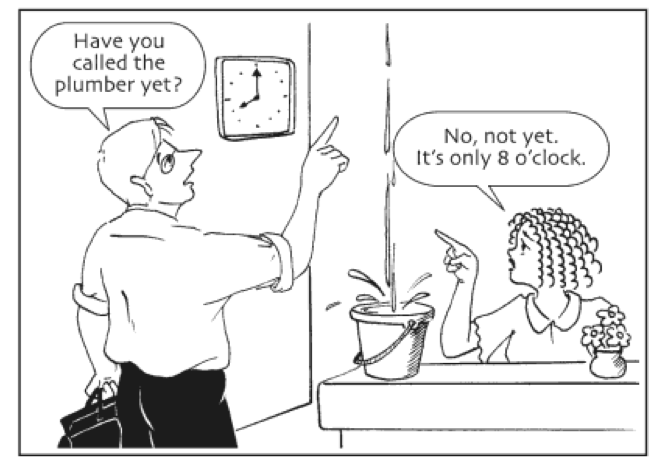 Have you
called the
plumber yet?
No, not yet.
It's only 8 o'clock.